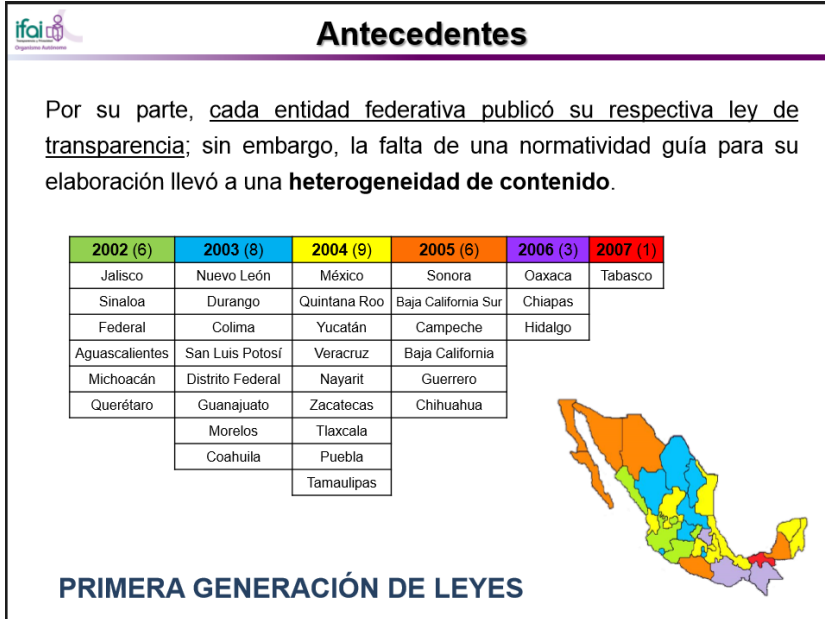 ifai
Organismo Autónomo
Antecedentes
Por su parte, cada entidad federativa publicó su respectiva ley de
transparencia; sin embargo, la falta de una normatividad guía para su
elaboración llevó a una heterogeneidad de contenido.
2002 (6) 2003 (8) 2004 (9) 2005 (6) 2006 (3) 2007 (1)
Jalisco Nuevo León México Sonora Oaxaca Tabasco
Sinaloa Durango Quintana Roo Baja California Sur Chiapas
Federal Colima Yucatán Campeche Hidalgo
Aguascalientes San Luis Potosí Veracruz Baja California
Michoacán Distrito Federal Nayarit Guerrero
Querétaro Guanajuato Zacatecas Chihuahua
Morelos Tlaxcala
Coahuila Puebla
Tamaulipas
PRIMERA GENERACIÓN DE LEYES